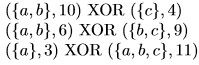 ({a, b}, 10) XOR ({c}, 4)
({a, b}, 6) XOR ({b, c}, 9)
({a}, 3) XOR ({a, b, c}, 11)